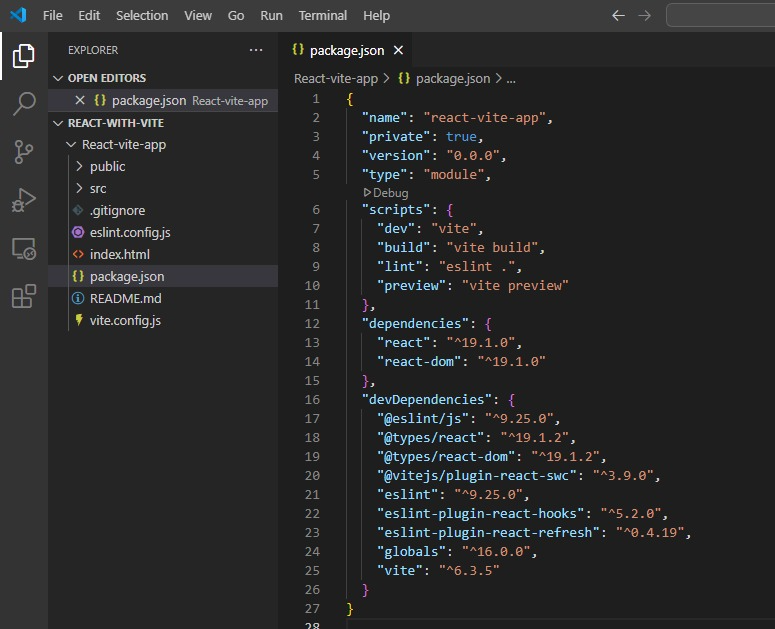 File Edit Selection View Go Run Terminal Help
EXPLORER ...
OPEN EDITORS
{} package.json React-vite-app
REACT-WITH-VITE
React-vite-app
public
src
.gitignore
eslint.config.js
<> index.html
{} package.json
README.md
vite.config.js
{} package.json
React-vite-app > {} package.json > ...
1 {
2 "name": "react-vite-app",
3 "private": true,
4 "version": "0.0.0",
5 "type": "module",
Debug
6 "scripts": {
7 "dev": "vite",
8 "build": "vite build",
9 "lint": "eslint .",
10 "preview": "vite preview"
11 },
12 "dependencies": {
13 "react": "^19.1.0",
14 "react-dom": "^19.1.0"
15 },
16 "devDependencies": {
17 "@eslint/js": "^9.25.0",
18 "@types/react": "^19.1.2",
19 "@types/react-dom": "^19.1.2",
20 "@vitejs/plugin-react-swc": "^3.9.0",
21 "eslint": "^9.25.0",
22 "eslint-plugin-react-hooks": "^5.2.0",
23 "eslint-plugin-react-refresh": "^0.4.19",
24 "globals": "^16.0.0",
25 "vite": "^6.3.5"
26 }
27 }
28